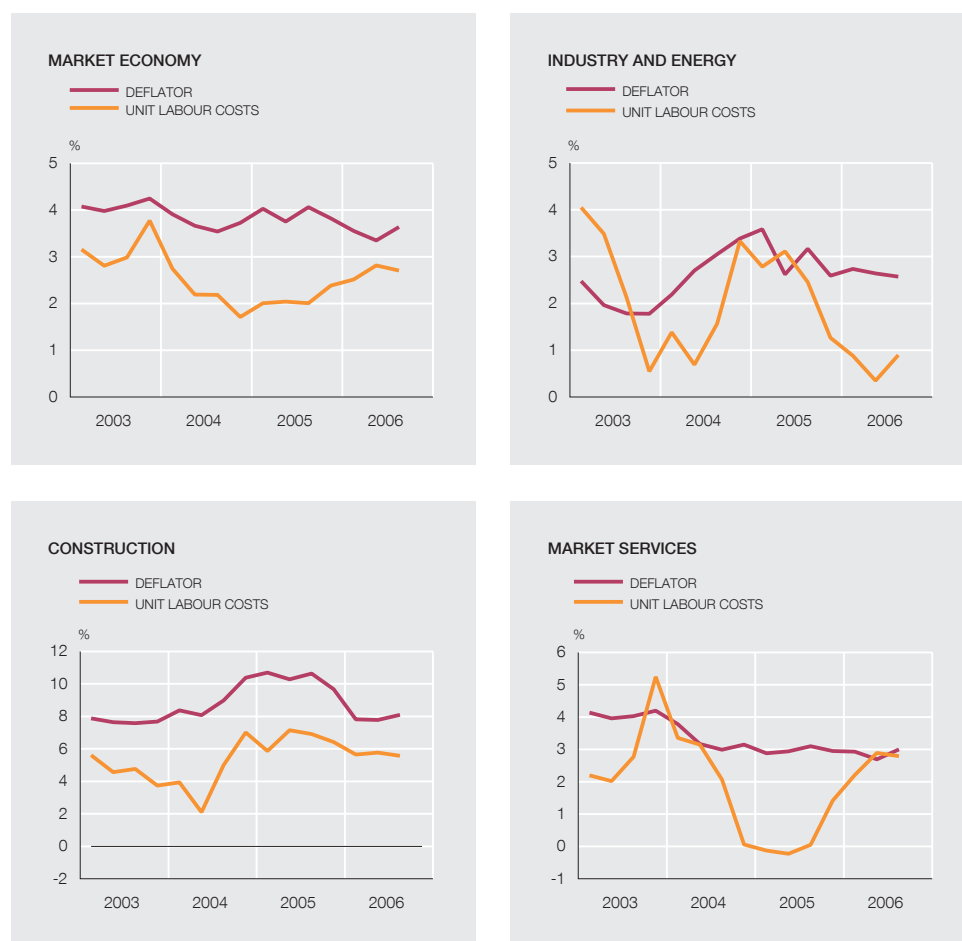 MARKET ECONOMY
DEFLATOR
UNIT LABOUR COSTS
%
5
4
3
2
1
0
2003 2004 2005 2006
INDUSTRY AND ENERGY
DEFLATOR
UNIT LABOUR COSTS
%
5
4
3
2
1
0
2003 2004 2005 2006
CONSTRUCTION
DEFLATOR
UNIT LABOUR COSTS
%
12
10
8
6
4
2
0
-2
2003 2004 2005 2006
MARKET SERVICES
DEFLATOR
UNIT LABOUR COSTS
%
6
5
4
3
2
1
0
-1
2003 2004 2005 2006